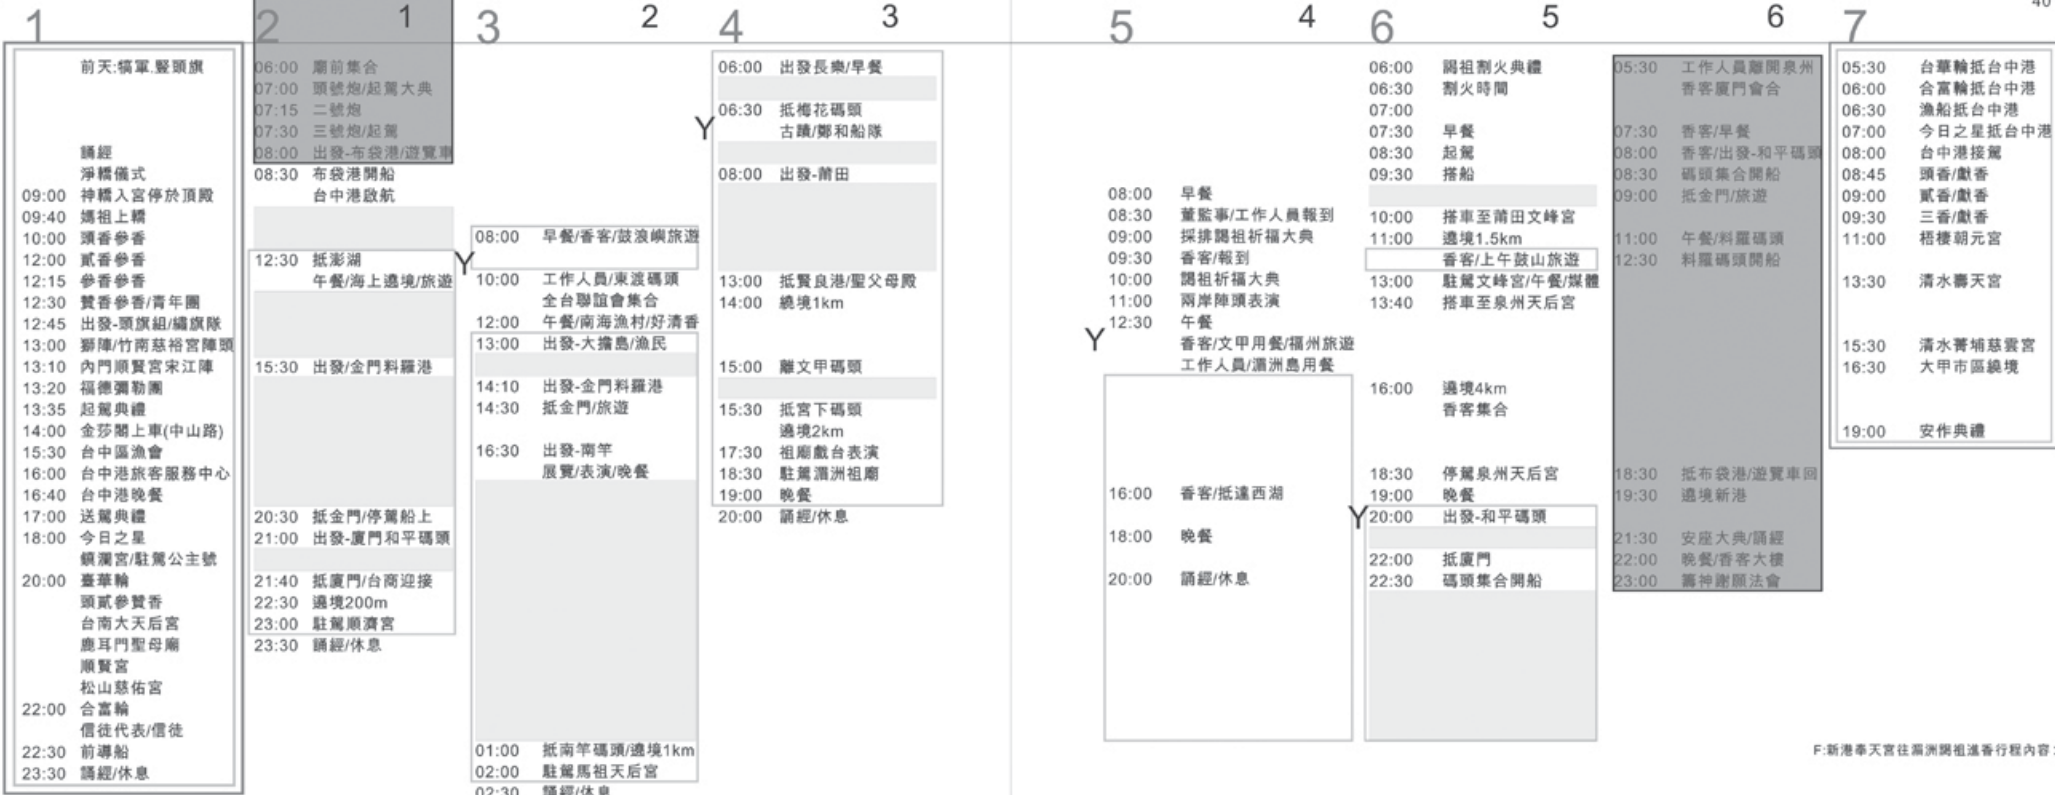 1
前天:犒軍.豎頭旗
誦經
淨轎儀式
09:00 神轎入宮停於頂殿
09:40 媽祖上轎
10:00 頭香參香
12:00 貳香參香
12:15 參香參香
12:30 贊香參香/青年團
12:45 出發-頭旗組/繡旗隊
13:00 獅陣/竹南慈裕宮陣頭
13:10 內門順賢宮宋江陣
13:20 福德彌勒團
13:35 起駕典禮
14:00 金莎閣上車(中山路)
15:30 台中區漁會
16:00 台中港旅客服務中心
16:40 台中港晚餐
17:00 送駕典禮
18:00 今日之星
鎮瀾宮/駐駕公主號
20:00 臺華輪
頭貳參贊香
台南大天后宮
鹿耳門聖母廟
順賢宮
松山慈佑宮
22:00 合富輪
信徒代表/信徒
22:30 前導船
23:30 誦經/休息
2 1
06:00 廟前集合
07:00 頭號炮/起駕大典
07:15 二號炮
07:30 三號炮/起駕
08:00 出發-布袋港/遊覽車
08:30 布袋港開船
台中港啟航
12:30 抵澎湖
午餐/海上遶境/旅遊
15:30 出發/金門料羅港
20:30 抵金門/停駕船上
21:00 出發-廈門和平碼頭
21:40 抵廈門/台商迎接
22:30 遶境200m
23:00 駐駕順濟宮
23:30 誦經/休息
3 2
Y
08:00 早餐/香客/鼓浪嶼旅遊
10:00 工作人員/東渡碼頭
全台聯誼會集合
12:00 午餐/南海漁村/好清香
13:00 出發-大擔島/漁民
14:10 出發-金門料羅港
14:30 抵金門/旅遊
16:30 出發-南竿
展覽/表演/晚餐
01:00 抵南竿碼頭/遶境1km
02:00 駐駕馬祖天后宮
02:30 誦經/休息
4 3
06:00 出發長樂/早餐
Y
06:30 抵梅花碼頭
古蹟/鄭和船隊
08:00 出發-莆田
13:00 抵賢良港/聖父母殿
14:00 繞境1km
15:00 離文甲碼頭
15:30 抵宮下碼頭
遶境2km
17:30 祖廟戲台表演
18:30 駐駕湄洲祖廟
19:00 晚餐
20:00 誦經/休息
5 4
08:00 早餐
08:30 董監事/工作人員報到
09:00 採排謁祖祈福大典
09:30 香客/報到
10:00 謁祖祈福大典
11:00 兩岸陣頭表演
12:30 午餐
Y
香客/文甲用餐/福州旅遊
工作人員/湄洲島用餐
16:00 香客/抵達西湖
18:00 晚餐
20:00 誦經/休息
6 5
06:00 謁祖割火典禮
06:30 割火時間
07:00
07:30 早餐
08:30 起駕
09:30 搭船
10:00 搭車至莆田文峰宮
11:00 遶境1.5km
香客/上午鼓山旅遊
13:00 駐駕文峰宮/午餐/媒體
13:40 搭車至泉州天后宮
16:00 遶境4km
香客集合
18:30 停駕泉州天后宮
19:00 晚餐
Y
20:00 出發-和平碼頭
22:00 抵廈門
22:30 碼頭集合開船
6
05:30 工作人員離開泉州
香客廈門會合
07:30 香客/早餐
08:00 香客/出發-和平碼頭
08:30 碼頭集合開船
09:00 抵金門/旅遊
11:00 午餐/料羅碼頭
12:30 料羅碼頭開船
18:30 抵布袋港/遊覽車回
19:30 遶境新港
21:30 安座大典/誦經
22:00 晚餐/香客大樓
23:00 籌神謝願法會
7
05:30 台華輪抵台中港
06:00 合富輪抵台中港
06:30 漁船抵台中港
07:00 今日之星抵台中港
08:00 台中港接駕
08:45 頭香/獻香
09:00 貳香/獻香
09:30 三香/獻香
11:00 梧棲朝元宮
13:30 清水壽天宮
15:30 清水菁埔慈雲宮
16:30 大甲市區繞境
19:00 安作典禮
F:新港奉天宮往湄洲謁祖進香行程內容